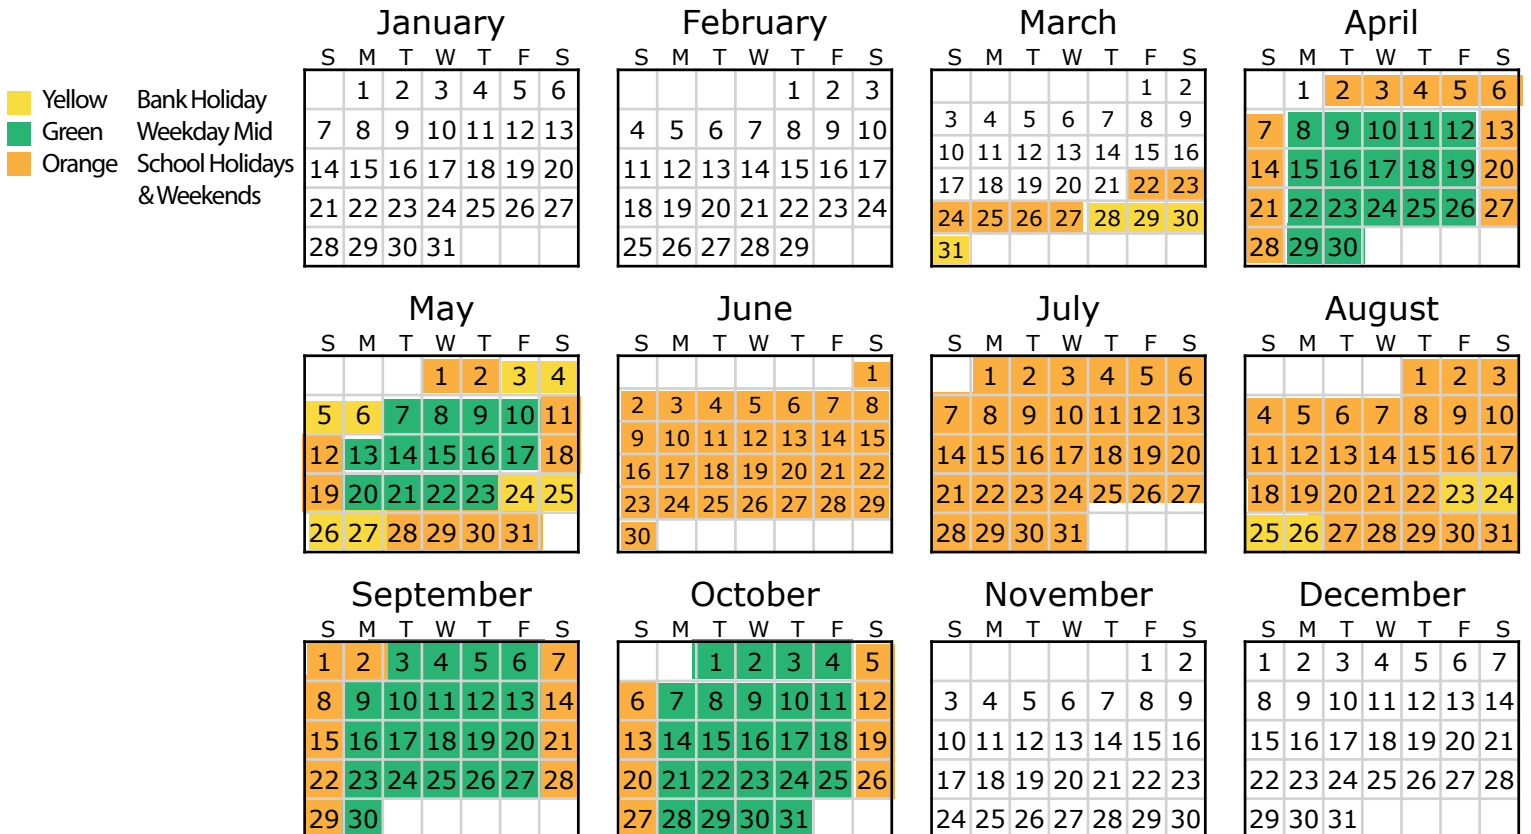 Yellow Bank Holiday
Green Weekday Mid
Orange School Holidays
& Weekends
January February March April
S M T W T F S S M T W T F S S M T W T F S S M T W T F S
1 2 3 4 5 6 1 2 3 1 2 1 2 3 4 5 6
7 8 9 10 11 12 13 4 5 6 7 8 9 10 3 4 5 6 7 8 9 7 8 9 10 11 12 13
14 15 16 17 18 19 20 11 12 13 14 15 16 17 10 11 12 13 14 15 16 14 15 16 17 18 19 20
21 22 23 24 25 26 27 18 19 20 21 22 23 24 17 18 19 20 21 22 23 21 22 23 24 25 26 27
28 29 30 31 25 26 27 28 29 24 25 26 27 28 29 30 28 29 30
31
May June July August
S M T W T F S S M T W T F S S M T W T F S S M T W T F S
1 2 3 4 1 1 2 3 4 5 6 1 2 3
5 6 7 8 9 10 11 2 3 4 5 6 7 8 7 8 9 10 11 12 13 4 5 6 7 8 9 10
12 13 14 15 16 17 18 9 10 11 12 13 14 15 14 15 16 17 18 19 20 11 12 13 14 15 16 17
19 20 21 22 23 24 25 16 17 18 19 20 21 22 21 22 23 24 25 26 27 18 19 20 21 22 23 24
26 27 28 29 30 31 23 24 25 26 27 28 29 28 29 30 31 25 26 27 28 29 30 31
30
September October November December
S M T W T F S S M T W T F S S M T W T F S S M T W T F S
1 2 3 4 5 6 7 1 2 3 4 5 1 2 1 2 3 4 5 6 7
8 9 10 11 12 13 14 6 7 8 9 10 11 12 3 4 5 6 7 8 9 8 9 10 11 12 13 14
15 16 17 18 19 20 21 13 14 15 16 17 18 19 10 11 12 13 14 15 16 15 16 17 18 19 20 21
22 23 24 25 26 27 28 20 21 22 23 24 25 26 17 18 19 20 21 22 23 22 23 24 25 26 27 28
29 30 27 28 29 30 31 24 25 26 27 28 29 30 29 30 31